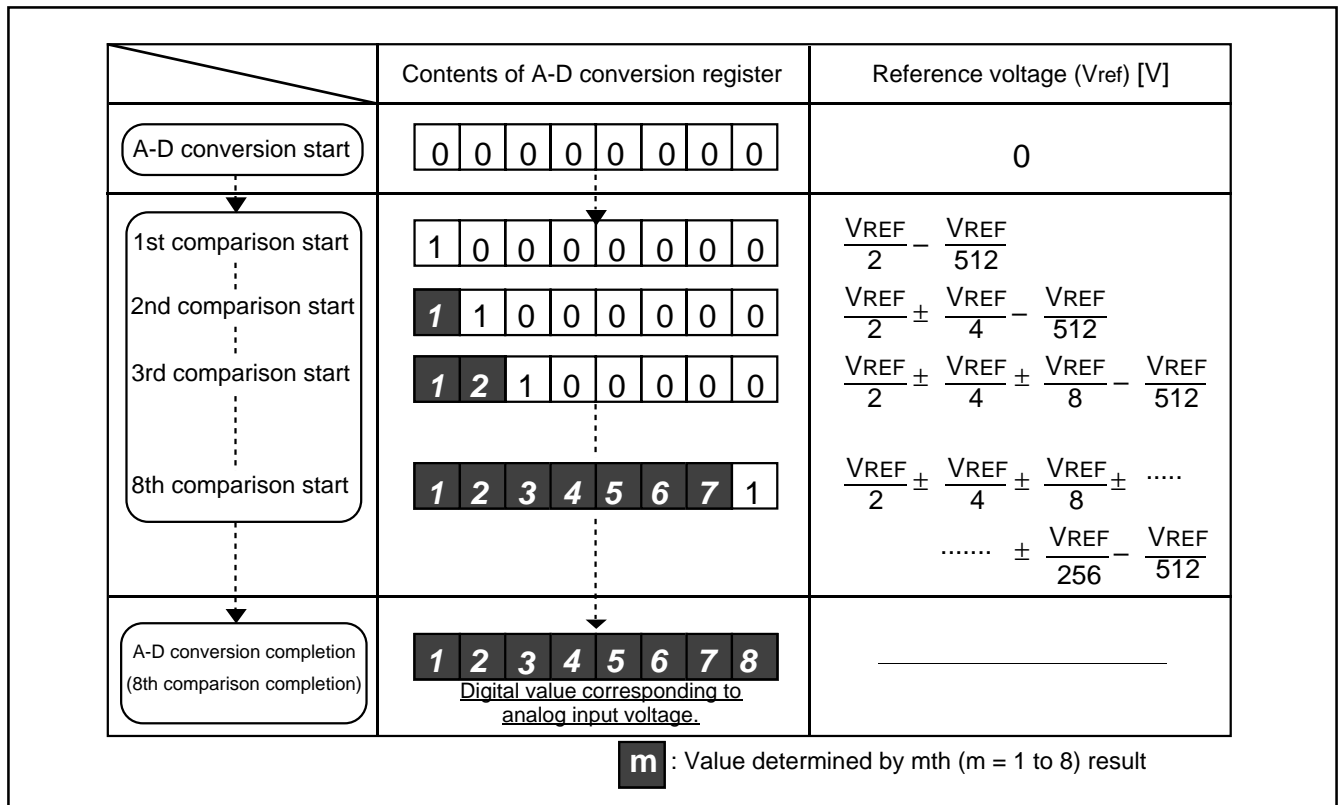 Contents of A-D conversion register Reference voltage (Vref) [V]
A-D conversion start 0 0 0 0 0 0 0 0 0
1st comparison start 1 0 0 0 0 0 0 0 VREF/2 – VREF/512
2nd comparison start 1 1 0 0 0 0 0 0 VREF/2 ± VREF/4 – VREF/512
3rd comparison start 1 2 1 0 0 0 0 0 VREF/2 ± VREF/4 ± VREF/8 – VREF/512
8th comparison start 1 2 3 4 5 6 7 1 VREF/2 ± VREF/4 ± VREF/8 ± .....
....... ± VREF/256 – VREF/512
A-D conversion completion
(8th comparison completion)
1 2 3 4 5 6 7 8
Digital value corresponding to
analog input voltage.
m : Value determined by mth (m = 1 to 8) result